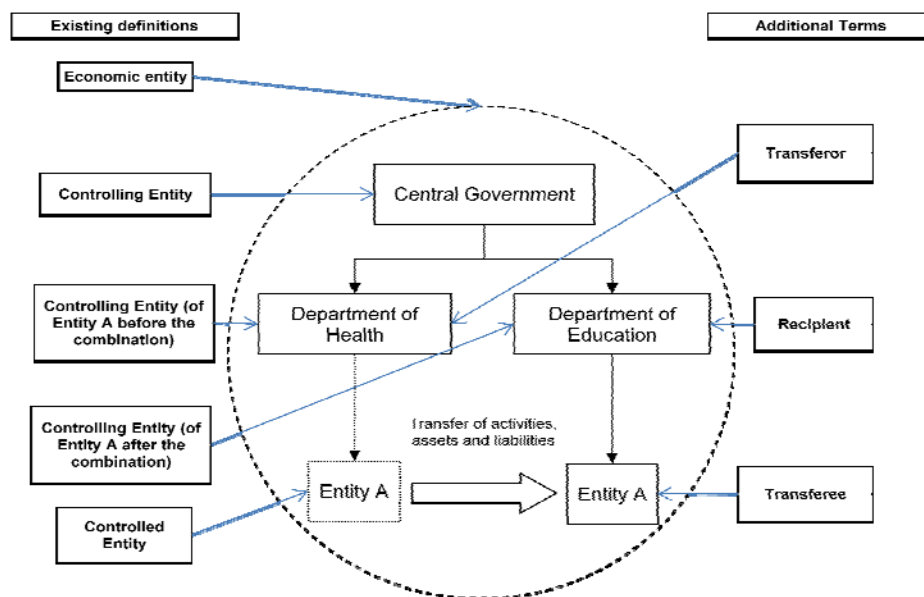 Existing definitions
Additional Terms
Economic entity
Transferor
Controlling Entity
Central Government
Controlling Entity (of
Entity A before the
combination)
Department of
Health
Department of
Education
Recipient
Controlling Entity (of
Entity A after the
combination)
Transfer of activities,
assets and liabilities
Entity A
Entity A
Transferee
Controlled
Entity